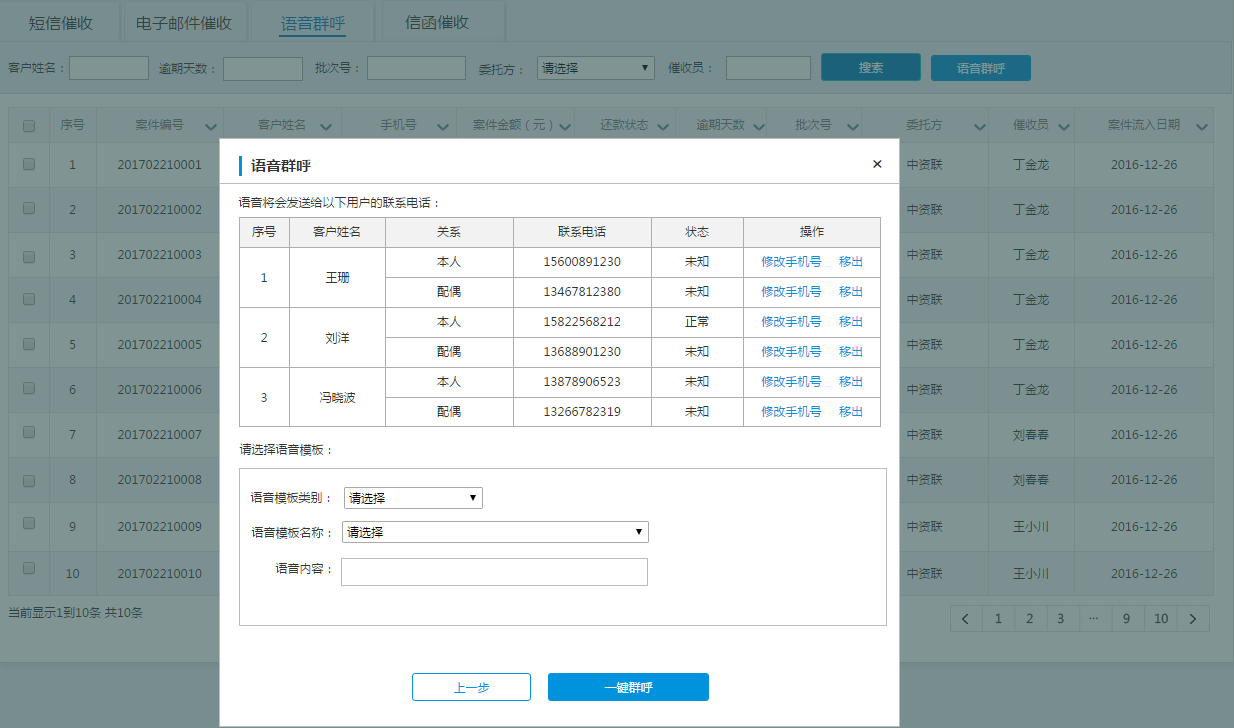 短信催收 电子邮件催收 语音群呼 信函催收
客户姓名： 逾期天数： 批次号： 委托方： 请选择 催收员： 搜索 语音群呼
序号 案件编号 客户姓名 手机号 案件金额（元） 还款状态 逾期天数 批次号 委托方 催收员 案件流入日期
1 201702210001 中资联 丁金龙 2016-12-26
2 201702210002 中资联 丁金龙 2016-12-26
3 201702210003 中资联 丁金龙 2016-12-26
4 201702210004 中资联 丁金龙 2016-12-26
5 201702210005 中资联 丁金龙 2016-12-26
6 201702210006 中资联 丁金龙 2016-12-26
7 201702210007 中资联 刘春春 2016-12-26
8 201702210008 中资联 刘春春 2016-12-26
9 201702210009 中资联 王小川 2016-12-26
10 201702210010 中资联 王小川 2016-12-26
当前显示1到10条 共10条
1 2 3 ... 9 10
语音群呼 ×
语音将会发送给以下用户的联系电话：
序号 客户姓名 关系 联系电话 状态 操作
1 王珊 本人 15600891230 未知 修改手机号 移出
配偶 13467812380 未知 修改手机号 移出
2 刘洋 本人 15822568212 正常 修改手机号 移出
配偶 13688901230 未知 修改手机号 移出
3 冯晓波 本人 13878906523 未知 修改手机号 移出
配偶 13266782319 未知 修改手机号 移出
请选择语音模板：
语音模板类别： 请选择
语音模板名称： 请选择
语音内容：
上一步 一键群呼